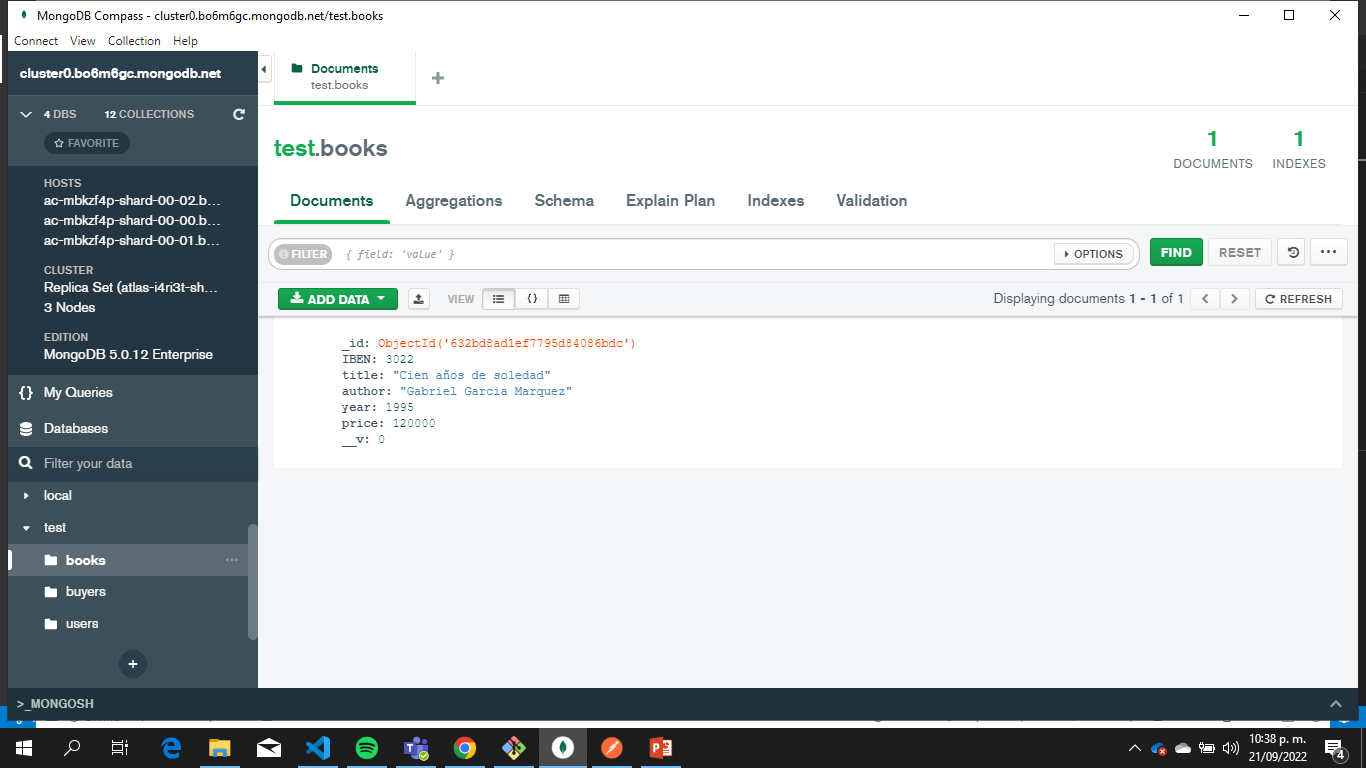 MongoDB Compass - cluster0.bo6m6gc.mongodb.net/test.books
Connect View Collection Help
cluster0.bo6m6gc.mongodb.net
4 DBS 12 COLLECTIONS
FAVORITE
HOSTS
ac-mbkzf4p-shard-00-02.b...
ac-mbkzf4p-shard-00-00.b...
ac-mbkzf4p-shard-00-01.b...
CLUSTER
Replica Set (atlas-i4ri3t-sh...
3 Nodes
EDITION
MongoDB 5.0.12 Enterprise
{} My Queries
Databases
Filter your data
local
test
books ...
buyers
users
+
Documents
test.books
+
test.books
1 DOCUMENTS
1 INDEXES
Documents Aggregations Schema Explain Plan Indexes Validation
FILTER { field: 'value' } OPTIONS FIND RESET ...
ADD DATA VIEW {} Displaying documents 1 - 1 of 1 < > REFRESH
_id: ObjectId('632bd8ad1ef7795d84086bdc')
IBEN: 3022
title: "Cien años de soledad"
author: "Gabriel Garcia Marquez"
year: 1995
price: 120000
__v: 0
>_MONGOSH
10:38 p. m.
21/09/2022
4